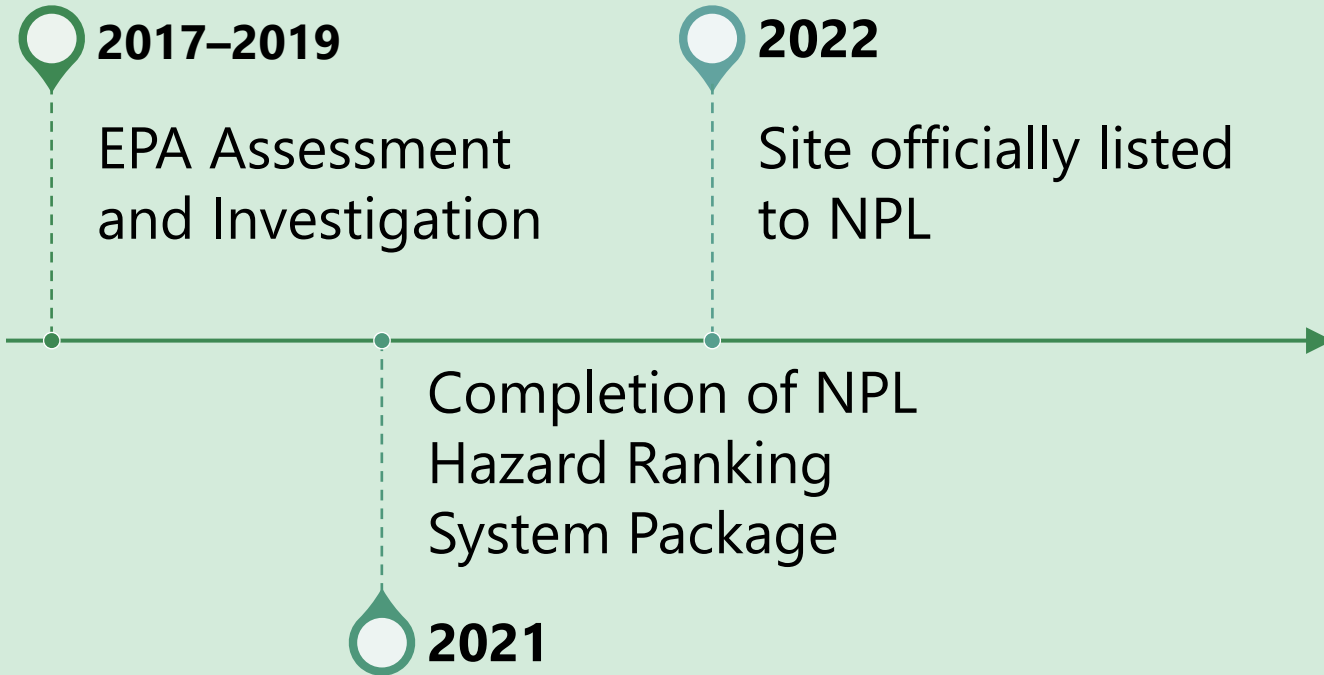 2017–2019
EPA Assessment
and Investigation
2022
Site officially listed
to NPL
Completion of NPL
Hazard Ranking
System Package
2021